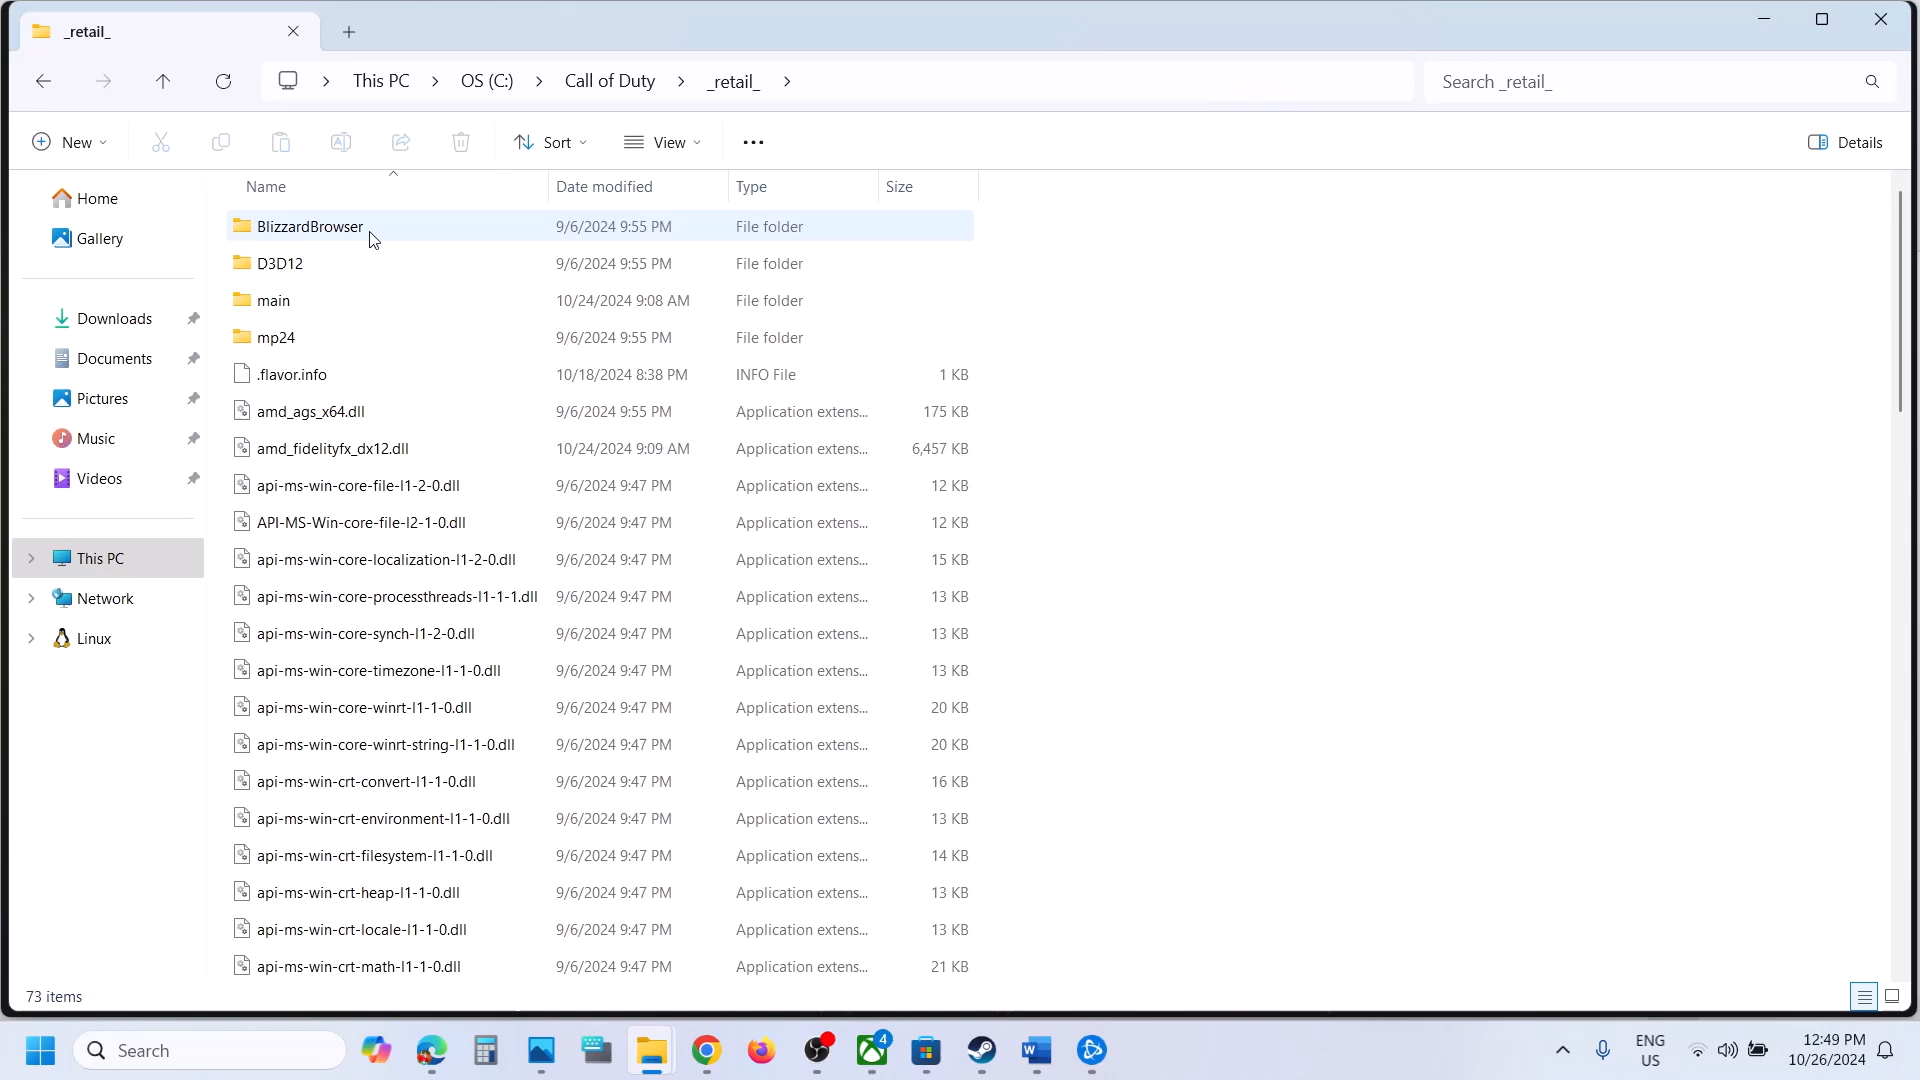 _retail_
This PC
OS (C:)
Call of Duty
_retail_
Search _retail_
New
Sort
View
Details
Name
Date modified
Type
Size
Home
Gallery
Downloads
Documents
Pictures
Music
Videos
This PC
Network
Linux
BlizzardBrowser 9/6/2024 9:55 PM File folder
D3D12 9/6/2024 9:55 PM File folder
main 10/24/2024 9:08 AM File folder
mp24 9/6/2024 9:55 PM File folder
.flavor.info 10/18/2024 8:38 PM INFO File 1 KB
amd_ags_x64.dll 9/6/2024 9:55 PM Application extens... 175 KB
amd_fidelityfx_dx12.dll 10/24/2024 9:09 AM Application extens... 6,457 KB
api-ms-win-core-file-l1-2-0.dll 9/6/2024 9:47 PM Application extens... 12 KB
API-MS-Win-core-file-l2-1-0.dll 9/6/2024 9:47 PM Application extens... 12 KB
api-ms-win-core-localization-l1-2-0.dll 9/6/2024 9:47 PM Application extens... 15 KB
api-ms-win-core-processthreads-l1-1-1.dll 9/6/2024 9:47 PM Application extens... 13 KB
api-ms-win-core-synch-l1-2-0.dll 9/6/2024 9:47 PM Application extens... 13 KB
api-ms-win-core-timezone-l1-1-0.dll 9/6/2024 9:47 PM Application extens... 13 KB
api-ms-win-core-winrt-l1-1-0.dll 9/6/2024 9:47 PM Application extens... 20 KB
api-ms-win-core-winrt-string-l1-1-0.dll 9/6/2024 9:47 PM Application extens... 20 KB
api-ms-win-crt-convert-l1-1-0.dll 9/6/2024 9:47 PM Application extens... 16 KB
api-ms-win-crt-environment-l1-1-0.dll 9/6/2024 9:47 PM Application extens... 13 KB
api-ms-win-crt-filesystem-l1-1-0.dll 9/6/2024 9:47 PM Application extens... 14 KB
api-ms-win-crt-heap-l1-1-0.dll 9/6/2024 9:47 PM Application extens... 13 KB
api-ms-win-crt-locale-l1-1-0.dll 9/6/2024 9:47 PM Application extens... 13 KB
api-ms-win-crt-math-l1-1-0.dll 9/6/2024 9:47 PM Application extens... 21 KB
73 items
Search
4
ENG
US
12:49 PM
10/26/2024